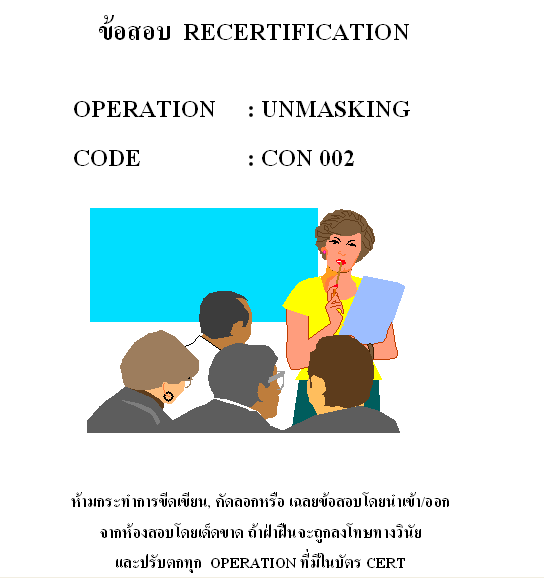 ข้อสอบ RECERTIFICATION
OPERATION : UNMASKING
CODE : CON 002
ห้ามกระทำการขีดเขียน, คัดลอกหรือ เฉลยข้อสอบโดยนำเข้า/ออก
จากห้องสอบโดยเด็ดขาด ถ้าฝ่าฝืนจะถูกลงโทษทางวินัย
และปรับตกทุก OPERATION ที่มีในบัตร CERT